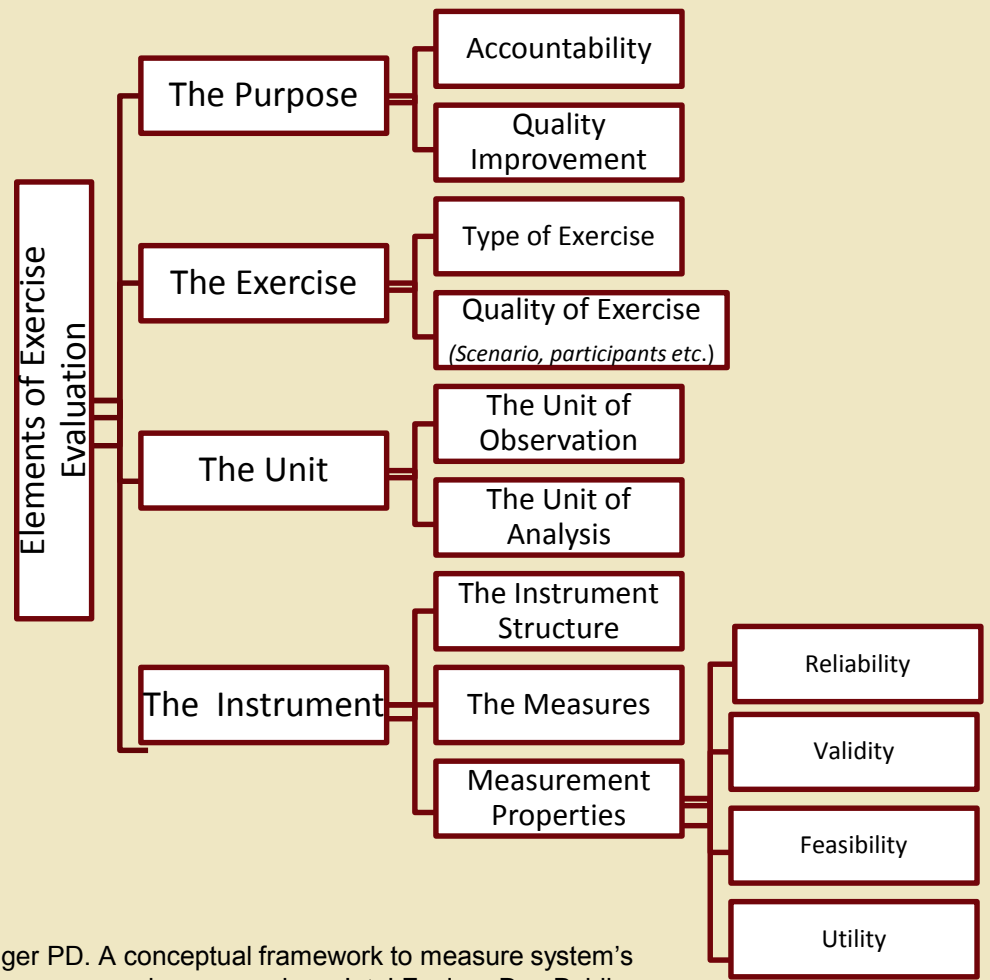 Elements of Exercise
Evaluation
The Purpose
Accountability
Quality
Improvement
The Exercise
Type of Exercise
Quality of Exercise
(Scenario, participants etc.)
The Unit
The Unit of
Observation
The Unit of
Analysis
The Instrument
The Instrument
Structure
The Measures
Measurement
Properties
Reliability
Validity
Feasibility
Utility
PD. A conceptual framework to measure system's